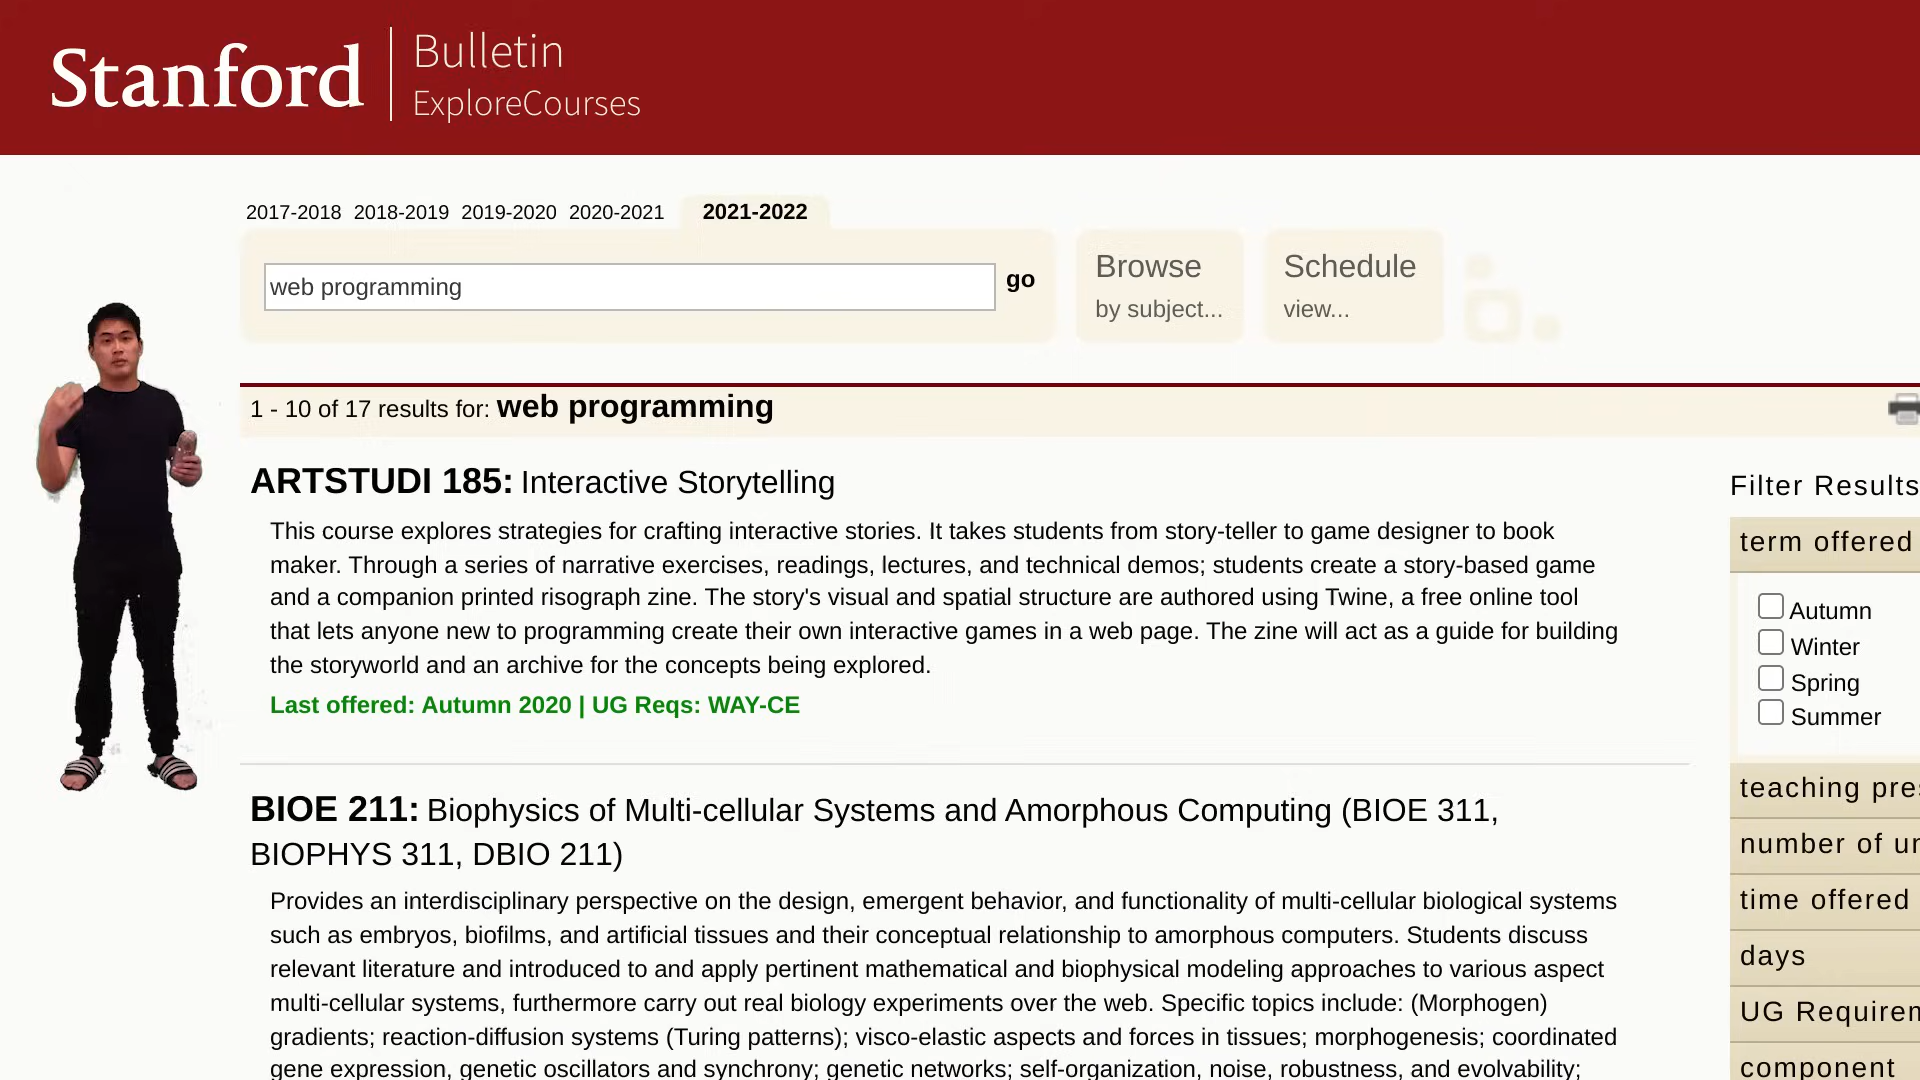 Stanford
Bulletin
ExploreCourses
2017-2018 2018-2019 2019-2020 2020-2021 2021-2022
web programming
go
Browse
by subject...
Schedule
view...
1 - 10 of 17 results for: web programming
ARTSTUDI 185: Interactive Storytelling
This course explores strategies for crafting interactive stories. It takes students from story-teller to game designer to book
maker. Through a series of narrative exercises, readings, lectures, and technical demos; students create a story-based game
and a companion printed risograph zine. The story's visual and spatial structure are authored using Twine, a free online tool
that lets anyone new to programming create their own interactive games in a web page. The zine will act as a guide for building
the storyworld and an archive for the concepts being explored.
Last offered: Autumn 2020 | UG Reqs: WAY-CE
BIOE 211: Biophysics of Multi-cellular Systems and Amorphous Computing (BIOE 311,
BIOPHYS 311, DBIO 211)
Provides an interdisciplinary perspective on the design, emergent behavior, and functionality of multi-cellular biological systems
such as embryos, biofilms, and artificial tissues and their conceptual relationship to amorphous computers. Students discuss
relevant literature and introduced to and apply pertinent mathematical and biophysical modeling approaches to various aspect
multi-cellular systems, furthermore carry out real biology experiments over the web. Specific topics include: (Morphogen)
gradients; reaction-diffusion systems (Turing patterns); visco-elastic aspects and forces in tissues; morphogenesis; coordinated
gene expression, genetic oscillators and synchrony; genetic networks; self-organization, noise, robustness, and evolvability;
Filter Results
term offered
Autumn
Winter
Spring
Summer
teaching pre
number of
time offered
days
UG Require
component